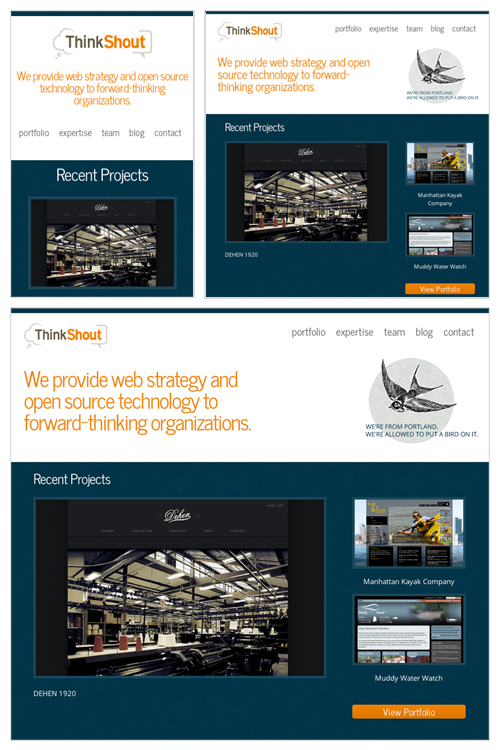 ThinkShout
We provide web strategy and open source
technology to forward-thinking
organizations.
portfolio expertise team blog contact
Recent Projects
Dehen
ThinkShout
portfolio expertise team blog contact
We provide web strategy and open
source technology to forward-
thinking organizations.
WE'RE FROM PORTLAND.
WE'RE ALLOWED TO PUT A BIRD ON IT.
Recent Projects
Dehen
DEHEN 1920
Manhattan Kayak
Company
Muddy Water Watch
View Portfolio
ThinkShout
portfolio expertise team blog contact
We provide web strategy and
open source technology to
forward-thinking organizations.
WE'RE FROM PORTLAND.
WE'RE ALLOWED TO PUT A BIRD ON IT.
Recent Projects
Dehen
DEHEN 1920
Manhattan Kayak Company
Muddy Water Watch
View Portfolio